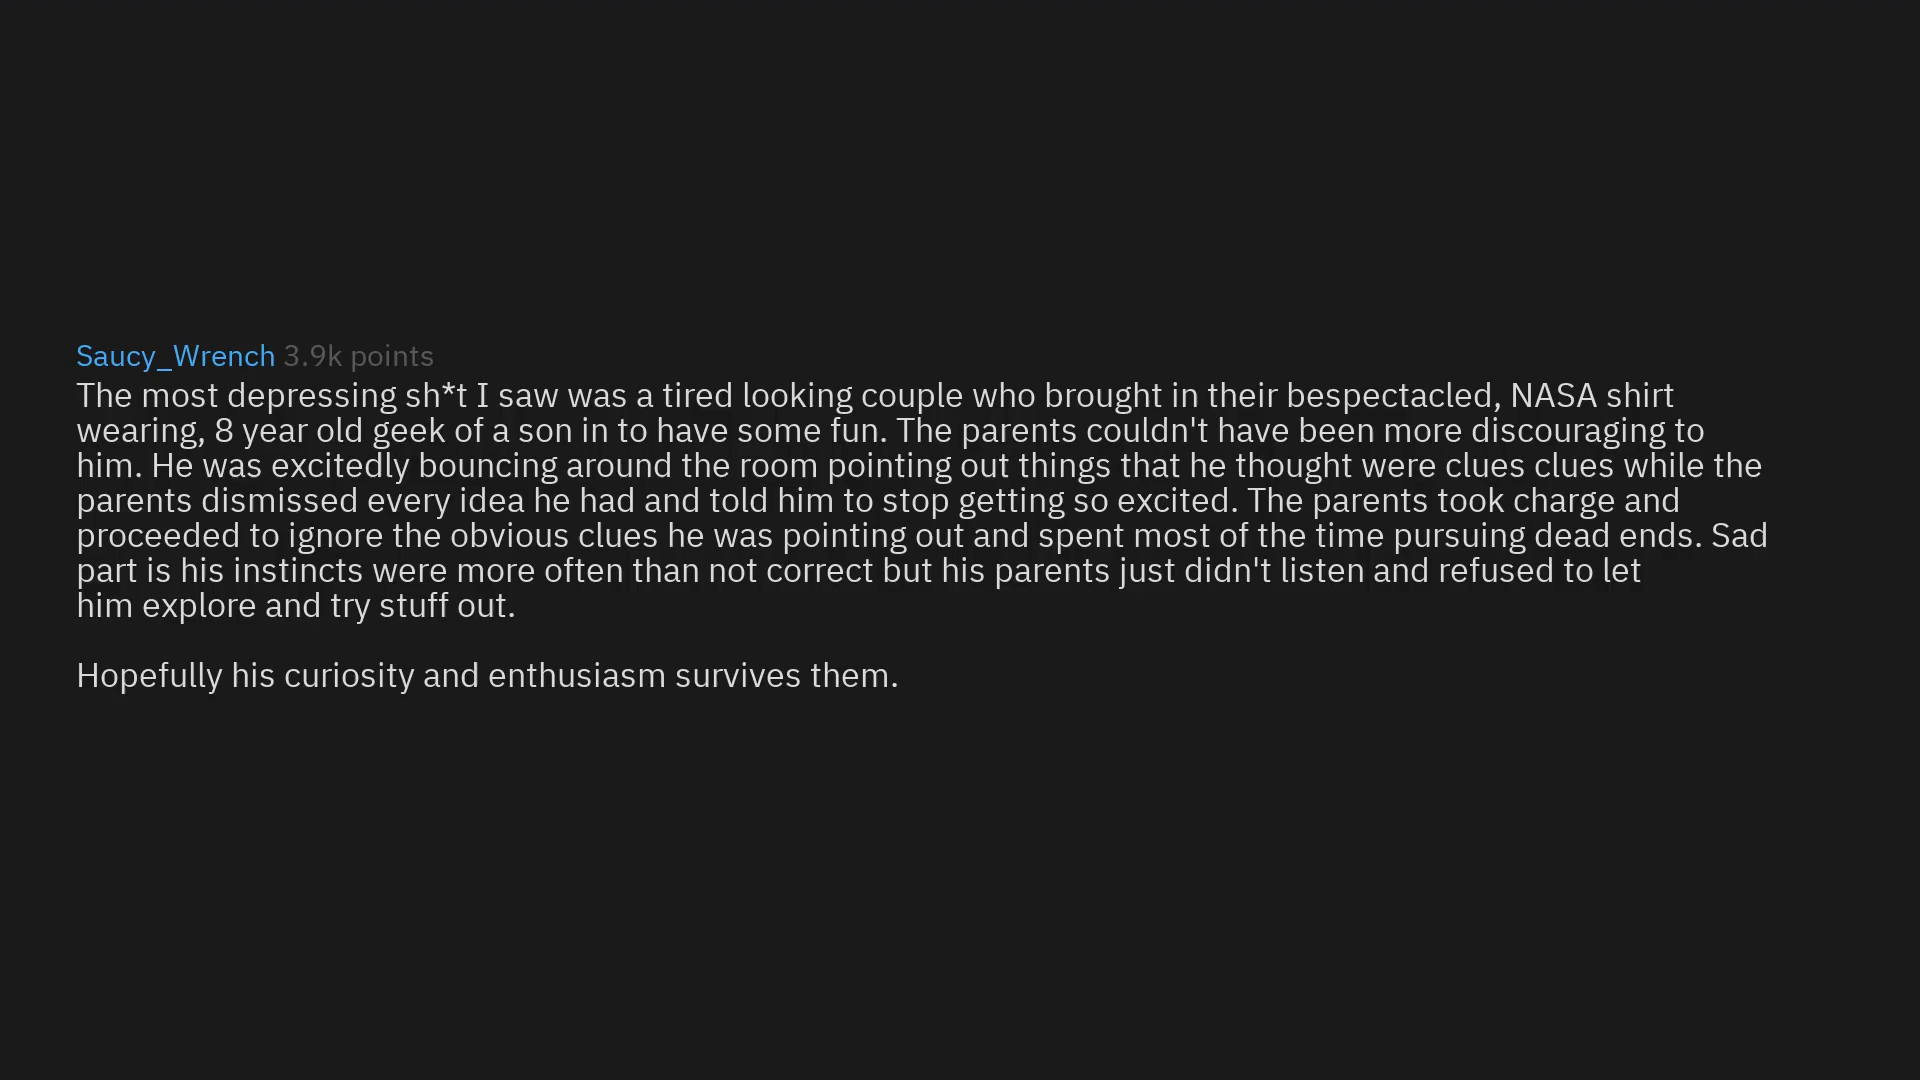 Saucy_Wrench 3.9k points
The most depressing sh*t I saw was a tired looking couple who brought in their bespectacled, NASA shirt
wearing, 8 year old geek of a son in to have some fun. The parents couldn't have been more discouraging to
him. He was excitedly bouncing around the room pointing out things that he thought were clues clues while the
parents dismissed every idea he had and told him to stop getting so excited. The parents took charge and
proceeded to ignore the obvious clues he was pointing out and spent most of the time pursuing dead ends. Sad
part is his instincts were more often than not correct but his parents just didn't listen and refused to let
him explore and try stuff out.
Hopefully his curiosity and enthusiasm survives them.